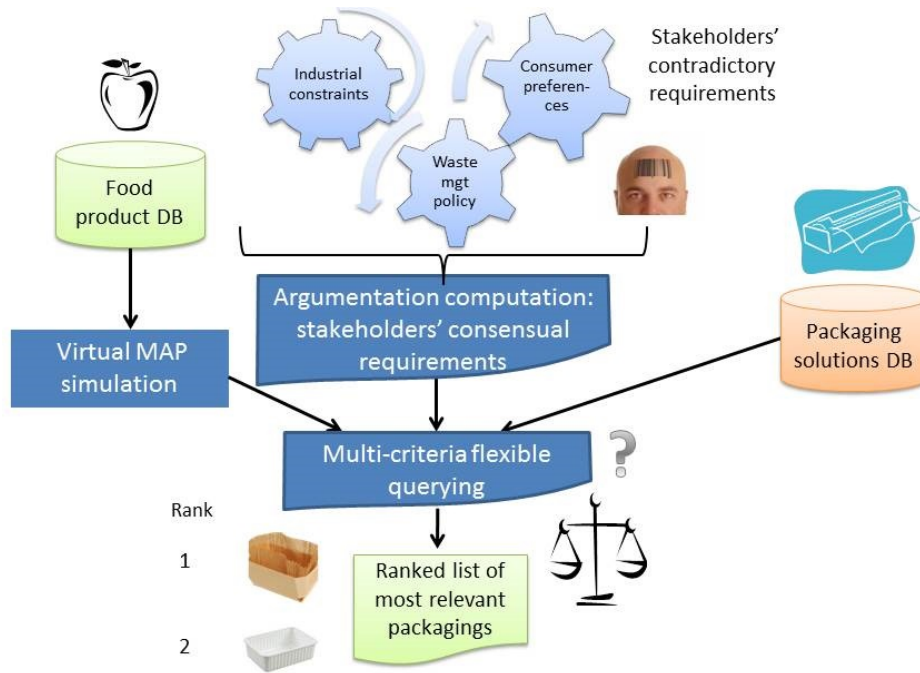 Industrial
constraints
Consumer
preferen-
ces
Waste
mgt
policy
Stakeholders'
contradictory
requirements
Food
product DB
Argumentation computation:
stakeholders' consensual
requirements
Virtual MAP
simulation
Packaging
solutions DB
Multi-criteria flexible
querying
?
Rank
1
2
Ranked list of
most relevant
packagings